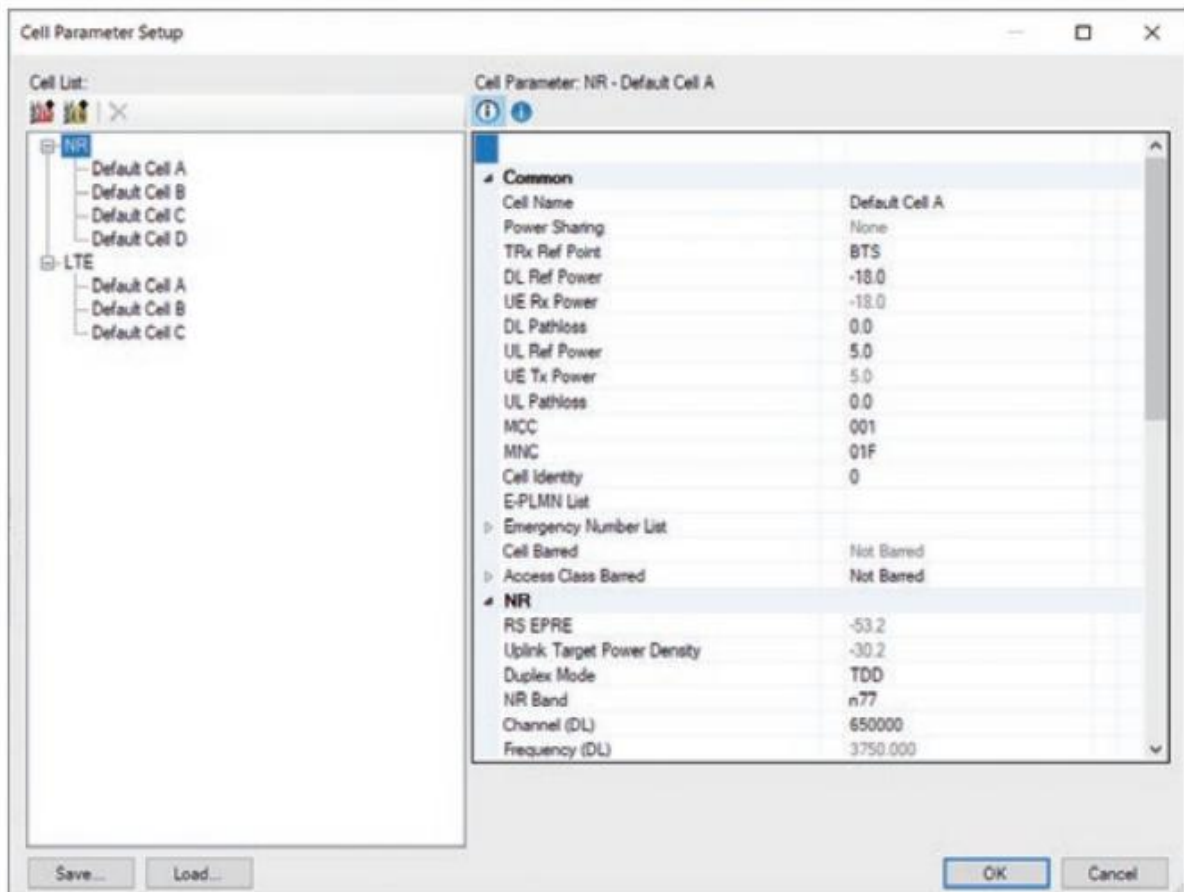 Cell Parameter Setup
Cell List:
NR
Default Cell A
Default Cell B
Default Cell C
Default Cell D
LTE
Default Cell A
Default Cell B
Default Cell C
Save...
Load...
Cell Parameter: NR - Default Cell A
Common
Cell Name Default Cell A
Power Sharing None
TRx Ref Point BTS
DL Ref Power -18.0
UE Rx Power -18.0
DL Pathloss 0.0
UL Ref Power 5.0
UE Tx Power 5.0
UL Pathloss 0.0
MCC 001
MNC 01F
Cell Identity 0
E-PLMN List
Emergency Number List
Cell Barred Not Barred
Access Class Barred Not Barred
NR
RS EPRE -53.2
Uplink Target Power Density -30.2
Duplex Mode TDD
NR Band n77
Channel (DL) 650000
Frequency (DL) 3750.000
OK
Cancel